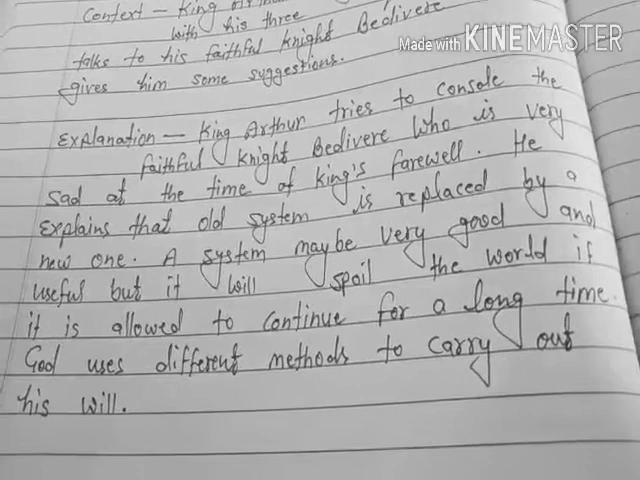 Context - King
with his three
talks to his faithful Knight Bedivere
gives him some suggestions.
Made with KINEMASTER
Explanation - King Arthur tries to console the
faithful Knight Bedivere who is very
sad at the time of King's farewell. He
explains that old system is replaced by a
new one. A system maybe very good and
useful but it will spoil the world if
it is allowed to continue for a long time.
God uses different methods to carry out
his will.